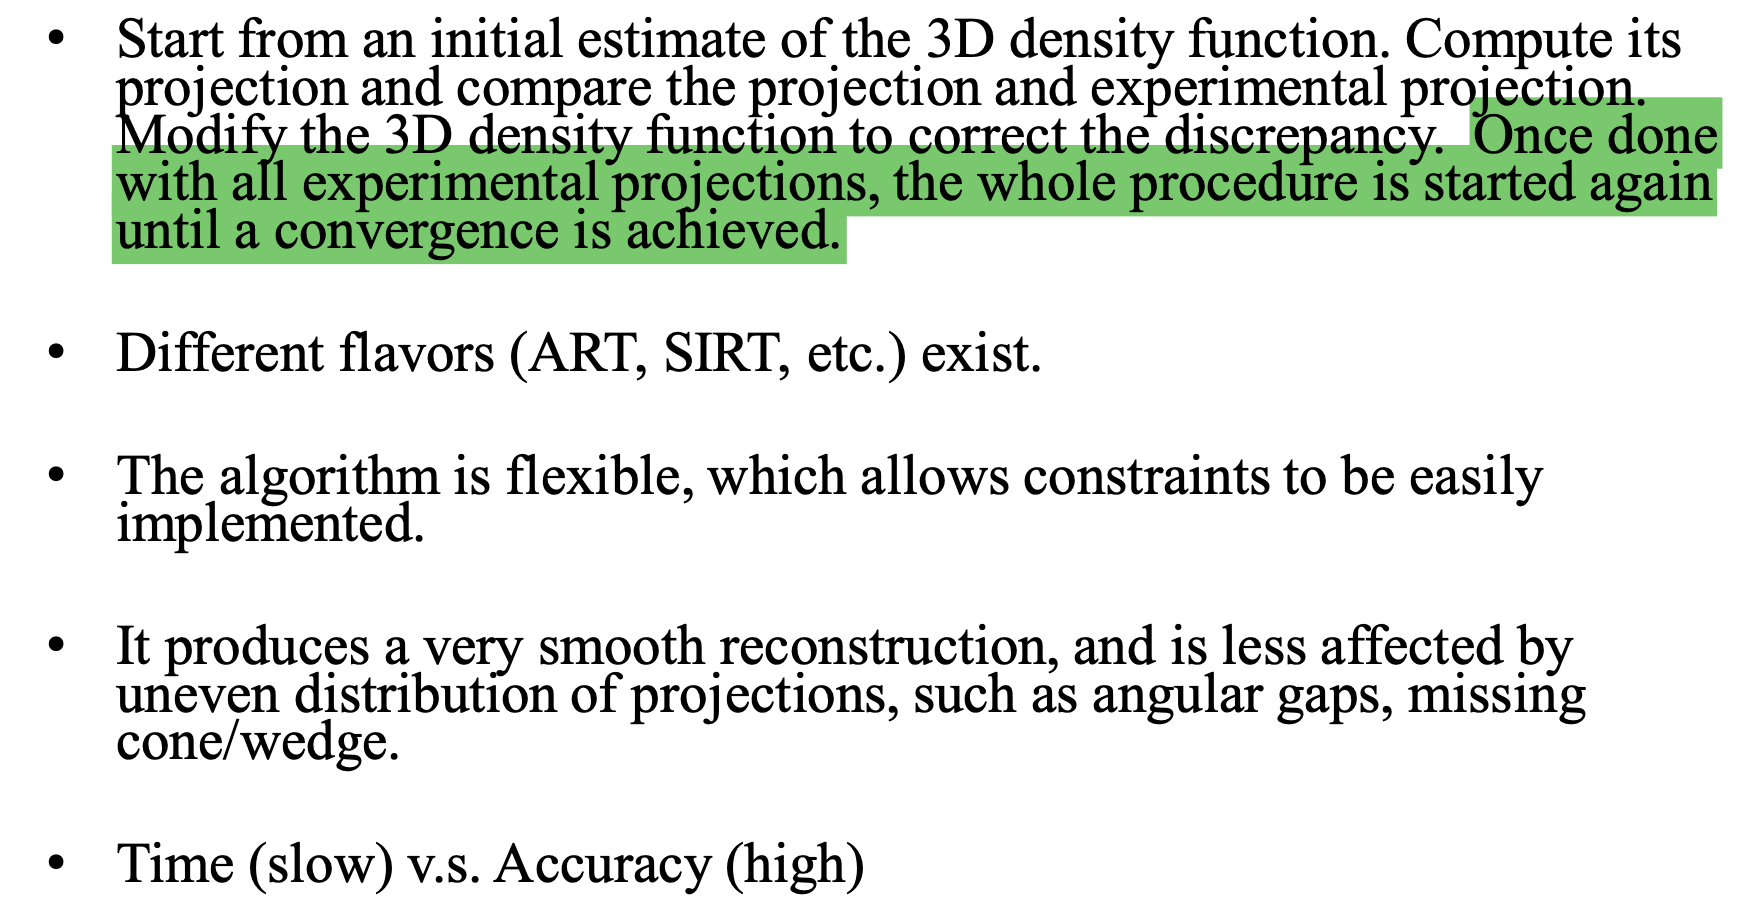 • Start from an initial estimate of the 3D density function. Compute its
projection and compare the projection and experimental projection.
Modify the 3D density function to correct the discrepancy. Once done
with all experimental projections, the whole procedure is started again
until a convergence is achieved.
• Different flavors (ART, SIRT, etc.) exist.
• The algorithm is flexible, which allows constraints to be easily
implemented.
• It produces a very smooth reconstruction, and is less affected by
uneven distribution of projections, such as angular gaps, missing
cone/wedge.
• Time (slow) v.s. Accuracy (high)